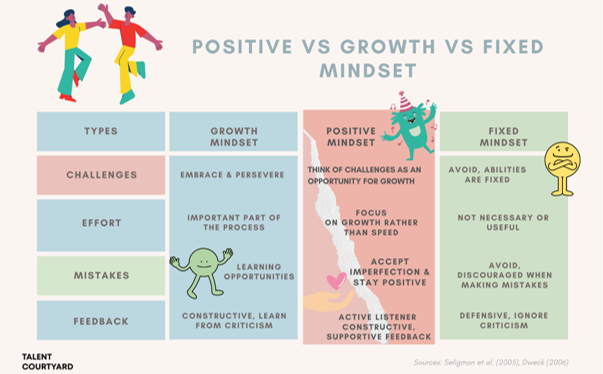 POSITIVE VS GROWTH VS FIXED
MINDSET
TYPES
GROWTH
MINDSET
POSITIVE
MINDSET
FIXED
MINDSET
CHALLENGES
EMBRACE & PERSEVERE
THINK OF CHALLENGES AS AN
OPPORTUNITY FOR GROWTH
AVOID, ABILITIES
ARE FIXED
EFFORT
IMPORTANT PART OF
THE PROCESS
FOCUS
ON GROWTH RATHER
THAN SPEED
NOT NECESSARY OR
USEFUL
MISTAKES
LEARNING
OPPORTUNITIES
ACCEPT
IMPERFECTION &
STAY POSITIVE
AVOID,
DISCOURAGED WHEN
MAKING MISTAKES
FEEDBACK
CONSTRUCTIVE, LEARN
FROM CRITICISM
ACTIVE LISTENER
CONSTRUCTIVE,
SUPPORTIVE FEEDBACK
DEFENSIVE, IGNORE
CRITICISM
TALENT
COURTYARD
Sources: Seligman et al. (2005), Dweck (2006)